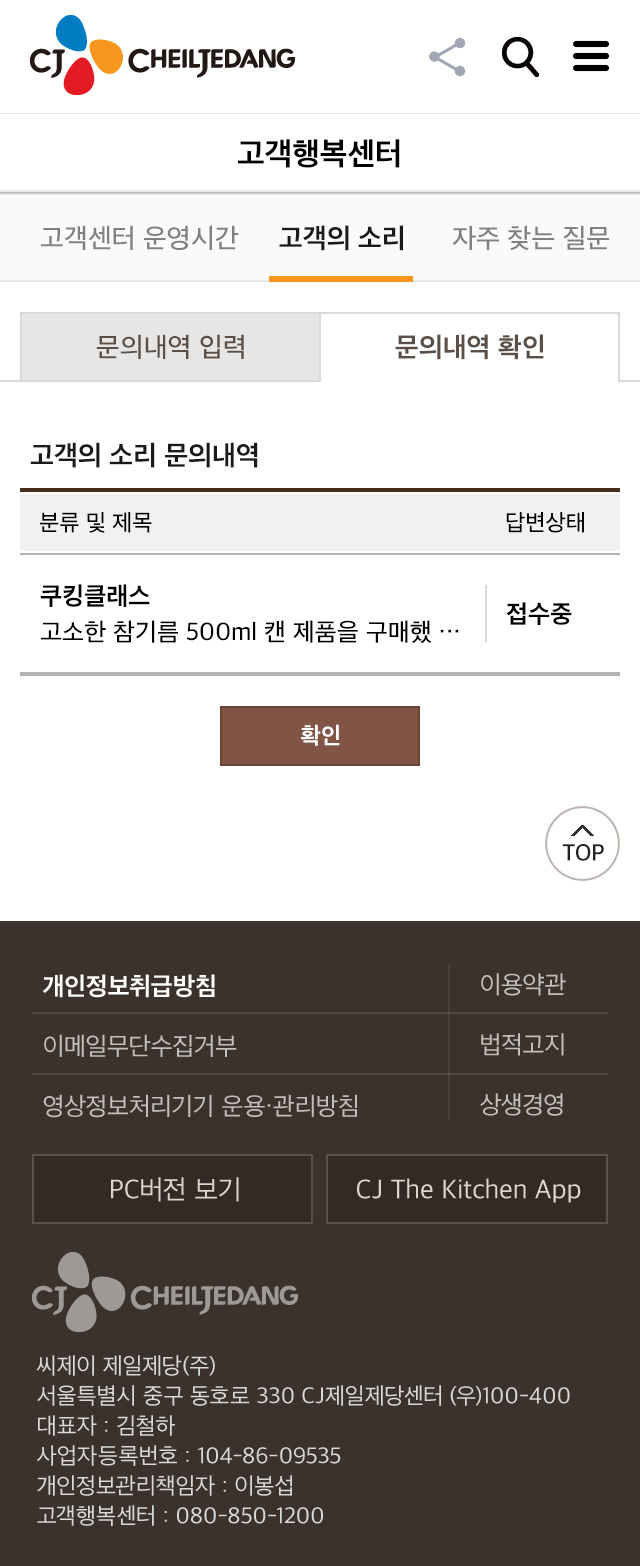 CJ CHEILJEDANG
고객행복센터
고객센터 운영시간 고객의 소리 자주 찾는 질문
문의내역 입력 문의내역 확인
고객의 소리 문의내역
분류 및 제목 답변상태
쿠킹클래스
고소한 참기름 500ml 캔 제품을 구매했 ···
접수중
확인
TOP
개인정보취급방침 이용약관
이메일무단수집거부 법적고지
영상정보처리기기 운용·관리방침 상생경영
PC버전 보기 CJ The Kitchen App
CJ CHEILJEDANG
씨제이 제일제당(주)
서울특별시 중구 동호로 330 CJ제일제당센터 (우)100-400
대표자 : 김철하
사업자등록번호 : 104-86-09535
개인정보관리책임자 : 이봉섭
고객행복센터 : 080-850-1200